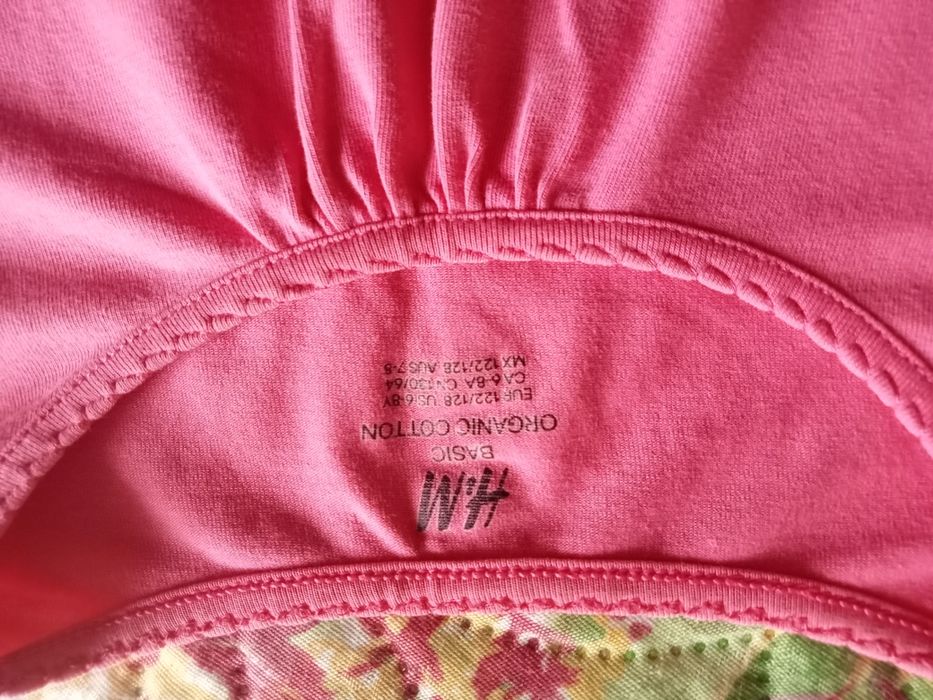 H&M
BASIC
ORGANIC COTTON
EUR 122/128 US 6-8Y
CA 6-8A CN 130/64
MX 122/128 AUS 7-8